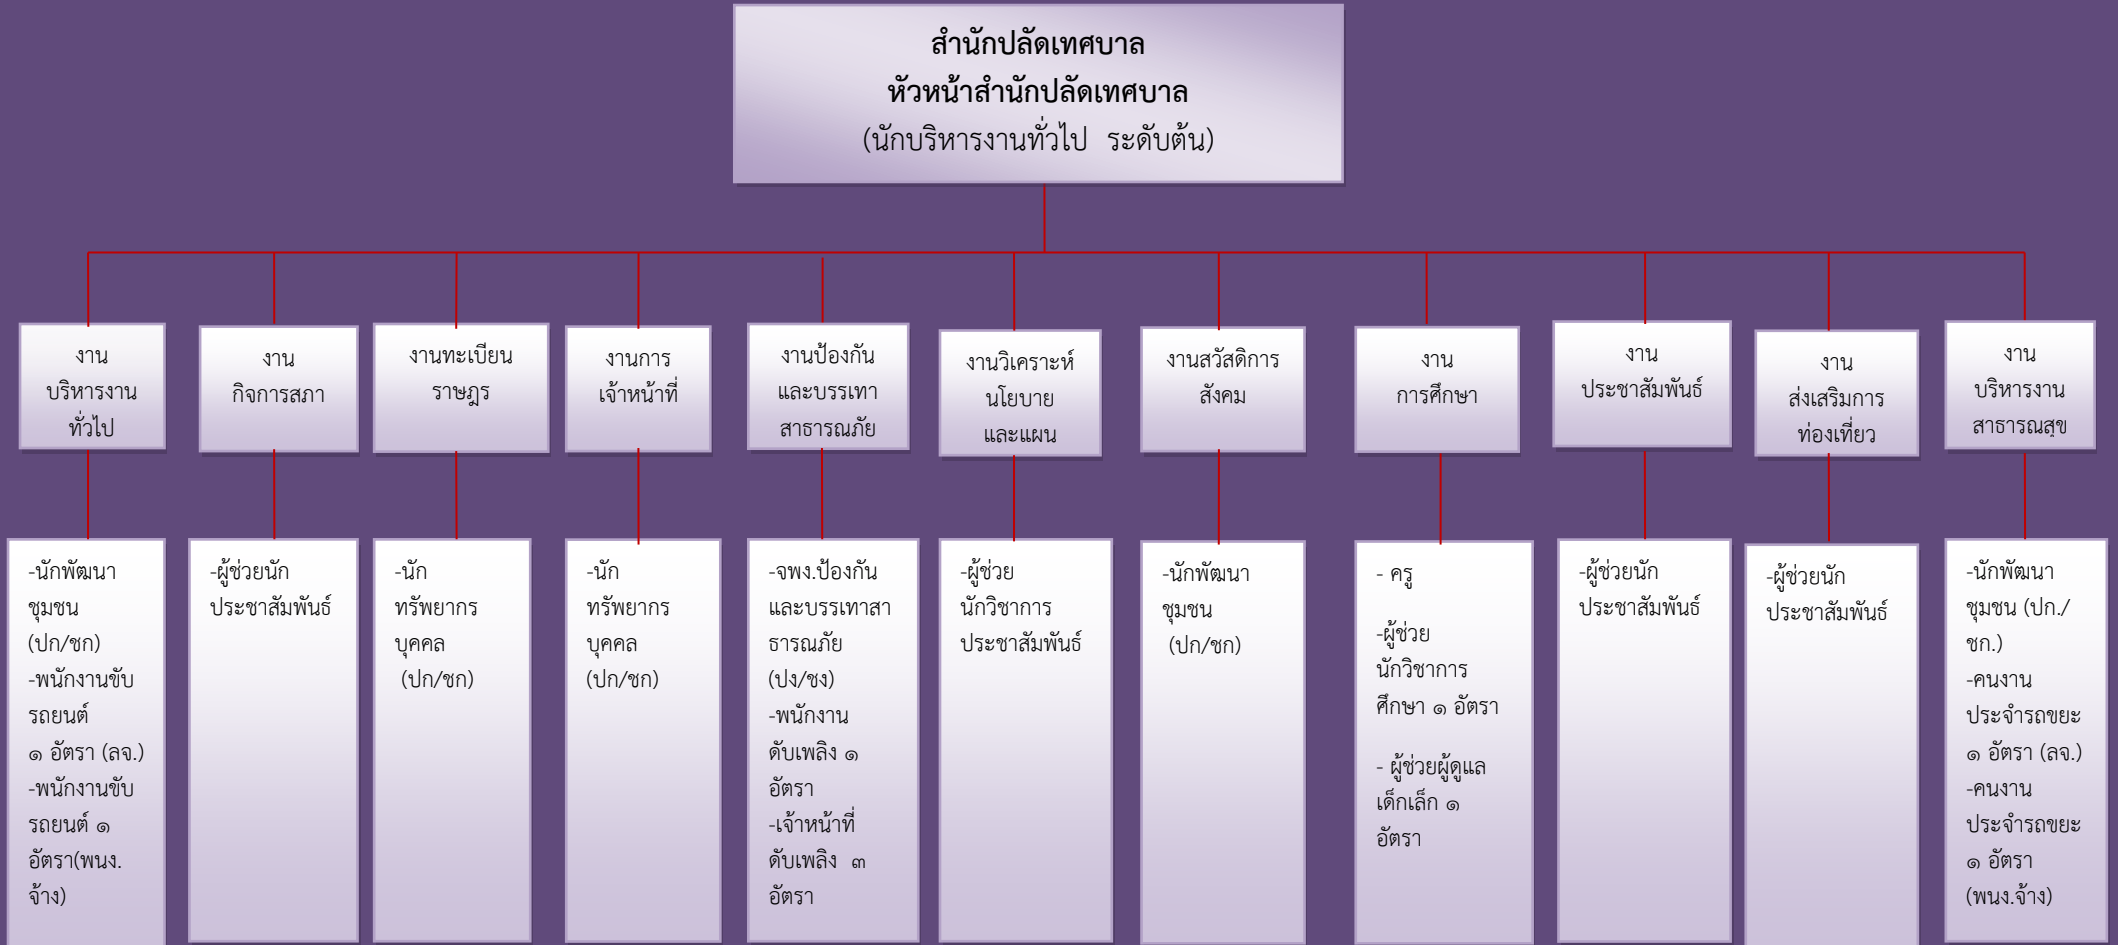 สำนักปลัดเทศบาล
หัวหน้าสำนักปลัดเทศบาล
(นักบริหารงานทั่วไป ระดับต้น)
งาน
บริหารงาน
ทั่วไป
งาน
กิจการสภา
งานทะเบียน
ราษฎร
งานการ
เจ้าหน้าที่
งานป้องกัน
และบรรเทา
สาธารณภัย
งานวิเคราะห์
นโยบาย
และแผน
งานสวัสดิการ
สังคม
งาน
การศึกษา
งาน
ประชาสัมพันธ์
งาน
ส่งเสริมการ
ท่องเที่ยว
งาน
บริหารงาน
สาธารณสุข
-นักพัฒนา
ชุมชน
(ปก/ชก)
-พนักงานขับ
รถยนต์
๑ อัตรา (ลจ.)
-พนักงานขับ
รถยนต์ ๑
อัตรา(พนง.
จ้าง)
-ผู้ช่วยนัก
ประชาสัมพันธ์
-นัก
ทรัพยากร
บุคคล
(ปก/ชก)
-นัก
ทรัพยากร
บุคคล
(ปก/ชก)
-จพง.ป้องกัน
และบรรเทาสา
ธารณภัย
(ปง/ชง)
-พนักงาน
ดับเพลิง ๑
อัตรา
-เจ้าหน้าที่
ดับเพลิง ๓
อัตรา
-ผู้ช่วย
นักวิชาการ
ประชาสัมพันธ์
-นักพัฒนา
ชุมชน
(ปก/ชก)
- ครู
-ผู้ช่วย
นักวิชาการ
ศึกษา ๑ อัตรา
- ผู้ช่วยผู้ดูแล
เด็กเล็ก ๑
อัตรา
-ผู้ช่วยนัก
ประชาสัมพันธ์
-ผู้ช่วยนัก
ประชาสัมพันธ์
-นักพัฒนา
ชุมชน (ปก./
ชก.)
-คนงาน
ประจำรถขยะ
๑ อัตรา (ลจ.)
-คนงาน
ประจำรถขยะ
๑ อัตรา
(พนง.จ้าง)